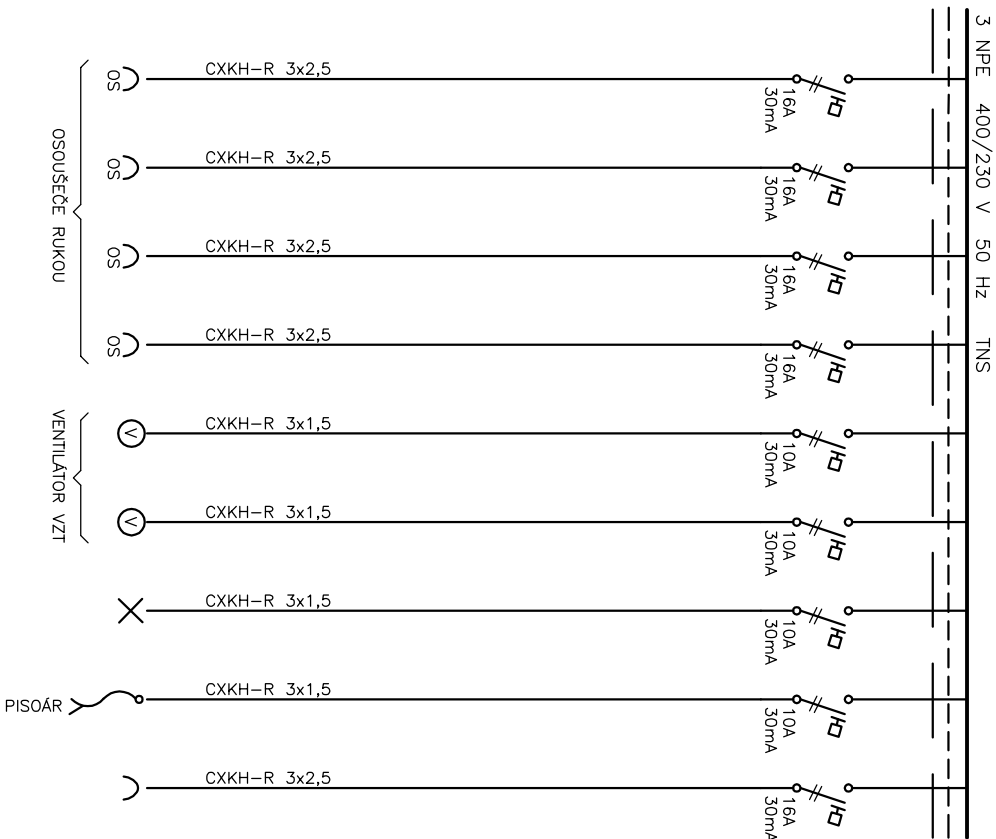 3 NPE 400/230 V 50 Hz TNS
OS
CXKH-R 3x2,5
16A
30mA
OS
CXKH-R 3x2,5
16A
30mA
OS
CXKH-R 3x2,5
16A
30mA
OS
CXKH-R 3x2,5
16A
30mA
OSOUŠEČE RUKOU
V
CXKH-R 3x1,5
10A
30mA
V
CXKH-R 3x1,5
10A
30mA
VENTILÁTOR VZT
CXKH-R 3x1,5
10A
30mA
PISOÁR
CXKH-R 3x1,5
10A
30mA
CXKH-R 3x2,5
16A
30mA